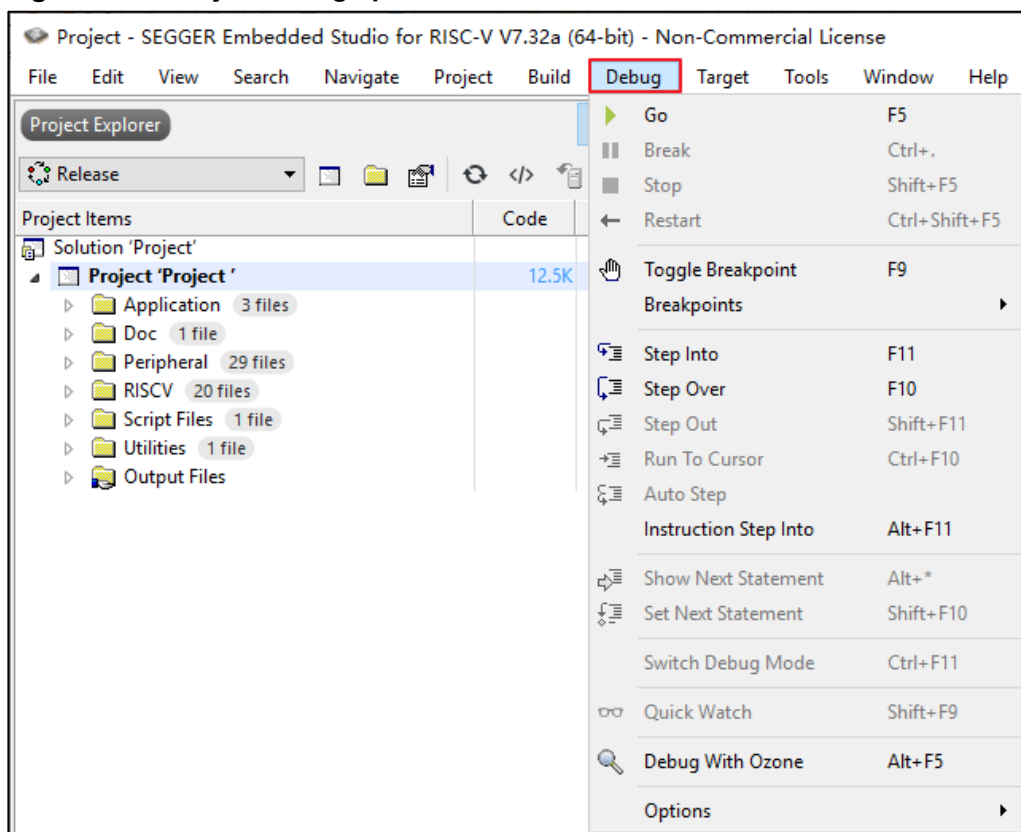 Project - SEGGER Embedded Studio for RISC-V V7.32a (64-bit) - Non-Commercial License
File Edit View Search Navigate Project Build Debug Target Tools Window Help
Project Explorer
Release
Project Items Code
Solution 'Project'
Project 'Project ' 12.5K
Application 3 files
Doc 1 file
Peripheral 29 files
RISCV 20 files
Script Files 1 file
Utilities 1 file
Output Files
Go F5
Break Ctrl+.
Stop Shift+F5
Restart Ctrl+Shift+F5
Toggle Breakpoint F9
Breakpoints
Step Into F11
Step Over F10
Step Out Shift+F11
Run To Cursor Ctrl+F10
Auto Step
Instruction Step Into Alt+F11
Show Next Statement Alt+*
Set Next Statement Shift+F10
Switch Debug Mode Ctrl+F11
Quick Watch Shift+F9
Debug With Ozone Alt+F5
Options